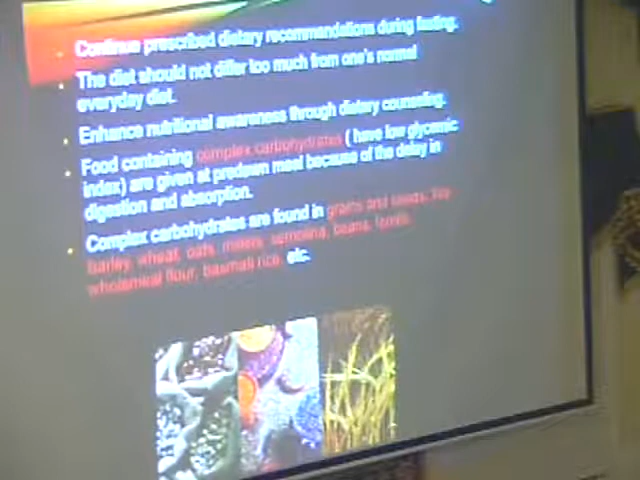 Continue prescribed dietary recommendations during fasting.
The diet should not differ too much from one's normal
everyday diet.
Enhance nutritional awareness through dietary counseling.
Food containing complex carbohydrates ( have low glycemic
index) are given at predawn meal because of the delay in
digestion and absorption.
Complex carbohydrates are found in grains and seeds, like
barley, wheat, oats, millets, semolina, beans, lentils,
wholemeal flour, basmati rice, etc.